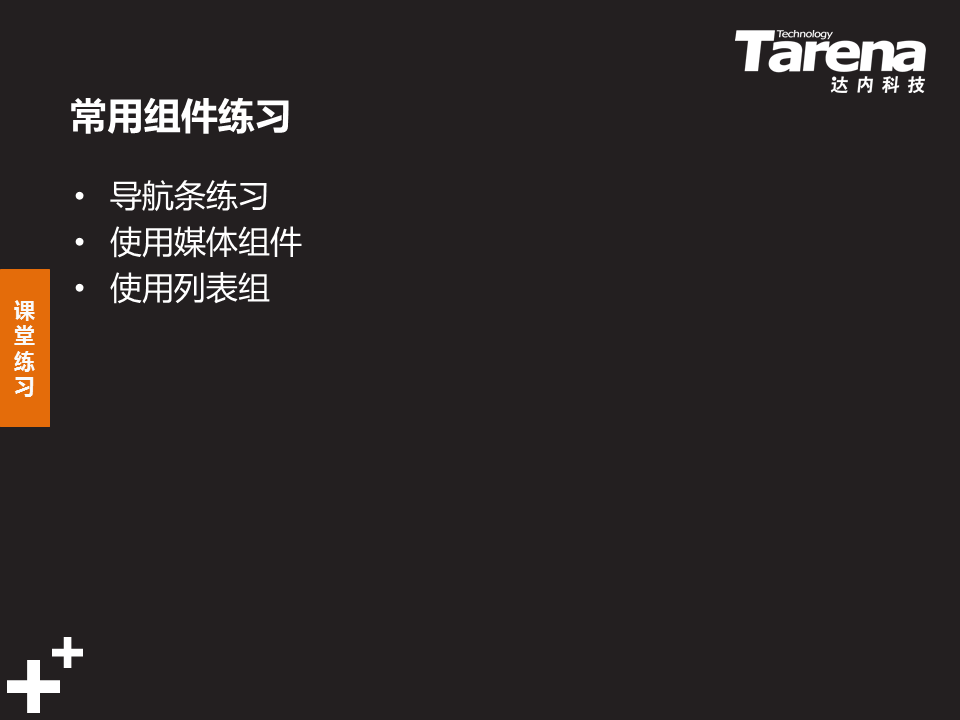 Technology
Tarena
达内科技
常用组件练习
• 导航条练习
• 使用媒体组件
• 使用列表组
课
堂
练
习